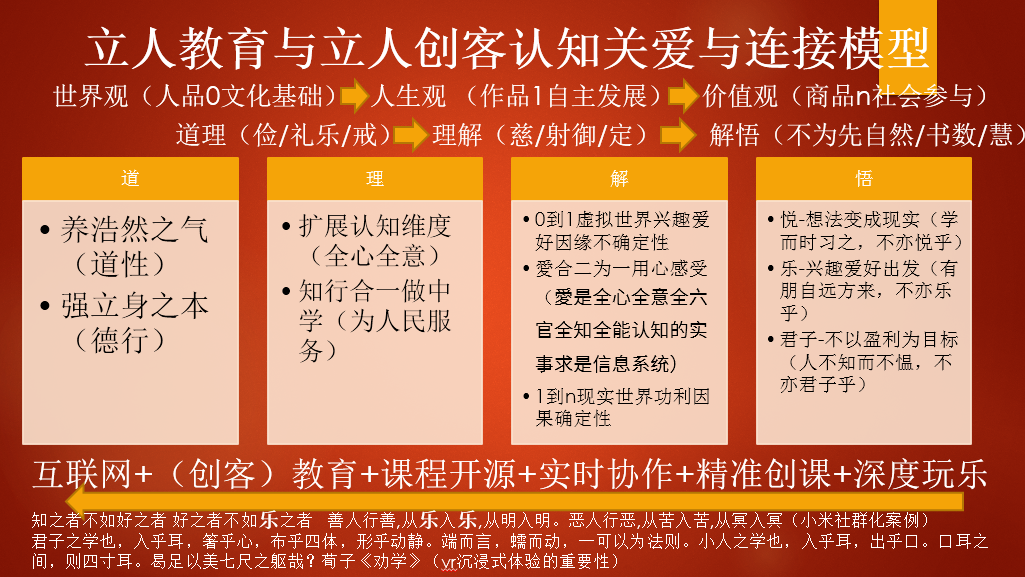 立人教育与立人创客认知关爱与连接模型
世界观（人品0文化基础） 人生观 （作品1自主发展） 价值观（商品n社会参与）
道理（俭/礼乐/戒） 理解（慈/射御/定） 解悟（不为先自然/书数/慧）
道
• 养浩然之气
（道性）
• 强立身之本
（德行）
理
• 扩展认知维度
（全心全意）
• 知行合一做中
学（为人民服
务）
解
• 0到1虚拟世界兴趣爱
好因缘不确定性
• 愛合二为一用心感受
（愛是全心全意全六
官全知全能认知的实
事求是信息系统）
• 1到n现实世界功利因
果确定性
悟
• 悦-想法变成现实（学
而时习之，不亦悦乎）
• 乐-兴趣爱好出发（有
朋自远方来，不亦乐
乎）
• 君子-不以盈利为目标
（人不知而不愠，不
亦君子乎）
互联网+（创客）教育+课程开源+实时协作+精准创课+深度玩乐
知之者不如好之者 好之者不如乐之者 善人行善,从乐入乐,从明入明。恶人行恶,从苦入苦,从冥入冥（小米社群化案例）
君子之学也，入乎耳，箸乎心，布乎四体，形乎动静。端而言，蠕而动，一可以为法则。小人之学也，入乎耳，出乎口。口耳之
间，则四寸耳。曷足以美七尺之躯哉？荀子《劝学》（vr沉浸式体验的重要性）